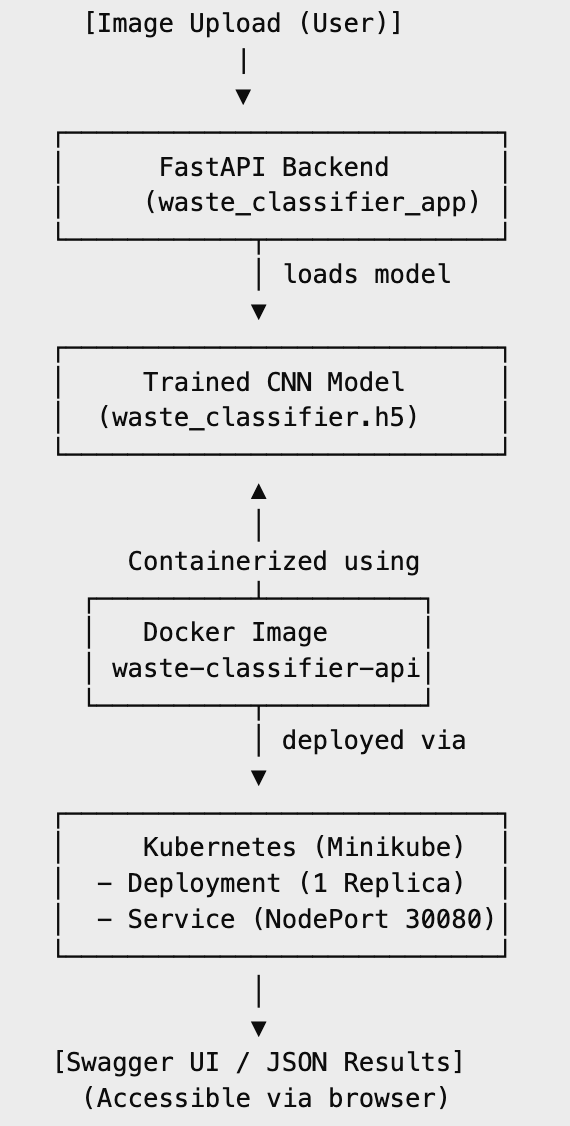 [Image Upload (User)]
FastAPI Backend
(waste_classifier_app)
loads model
Trained CNN Model
(waste_classifier.h5)
Containerized using
Docker Image
waste-classifier-api
deployed via
Kubernetes (Minikube)
- Deployment (1 Replica)
- Service (NodePort 30080)
[Swagger UI / JSON Results]
(Accessible via browser)